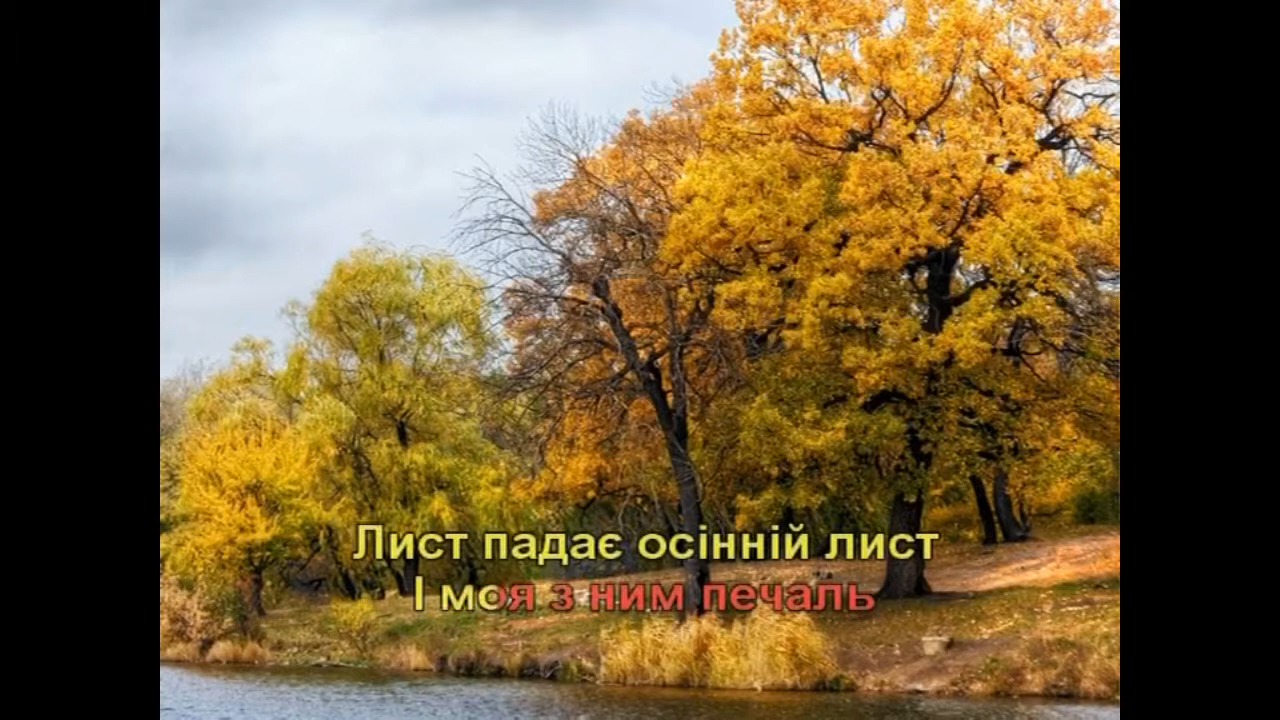 Лист падає осінній лист
І моя з ним печаль